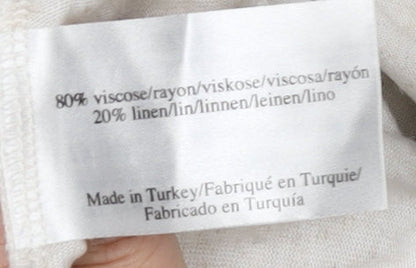 80% viscose/rayon/viskose/viscosa/rayón
20% linen/lin/linnen/leinen/lino
Made in Turkey/Fabriqué en Turquie/
Fabricado en Turquía